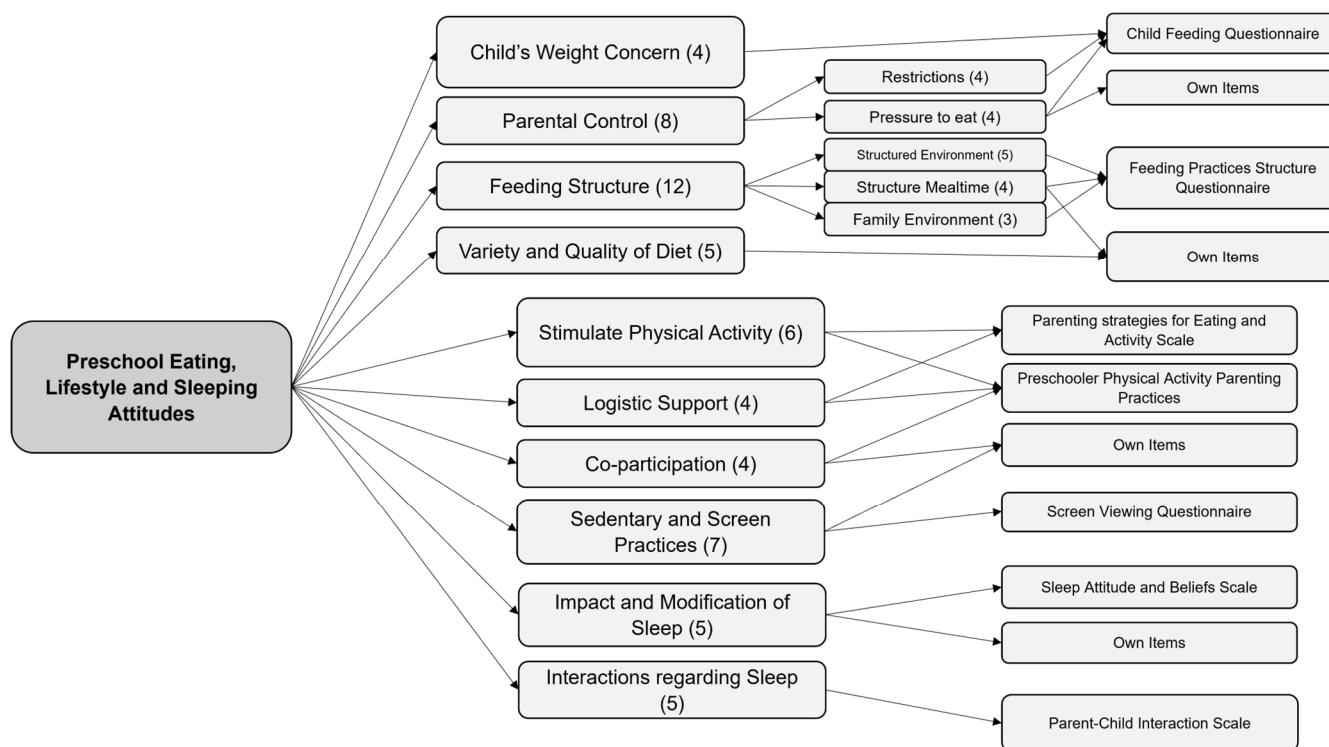 Preschool Eating,
Lifestyle and Sleeping
Attitudes
Child's Weight Concern (4)
Parental Control (8)
Feeding Structure (12)
Variety and Quality of Diet (5)
Restrictions (4)
Pressure to eat (4)
Structured Environment (5)
Structure Mealtime (4)
Family Environment (3)
Child Feeding Questionnaire
Own Items
Feeding Practices Structure
Questionnaire
Own Items
Stimulate Physical Activity (6)
Logistic Support (4)
Co-participation (4)
Sedentary and Screen
Practices (7)
Impact and Modification of
Sleep (5)
Interactions regarding Sleep
(5)
Parenting strategies for Eating and
Activity Scale
Preschooler Physical Activity Parenting
Practices
Own Items
Screen Viewing Questionnaire
Sleep Attitude and Beliefs Scale
Own Items
Parent-Child Interaction Scale